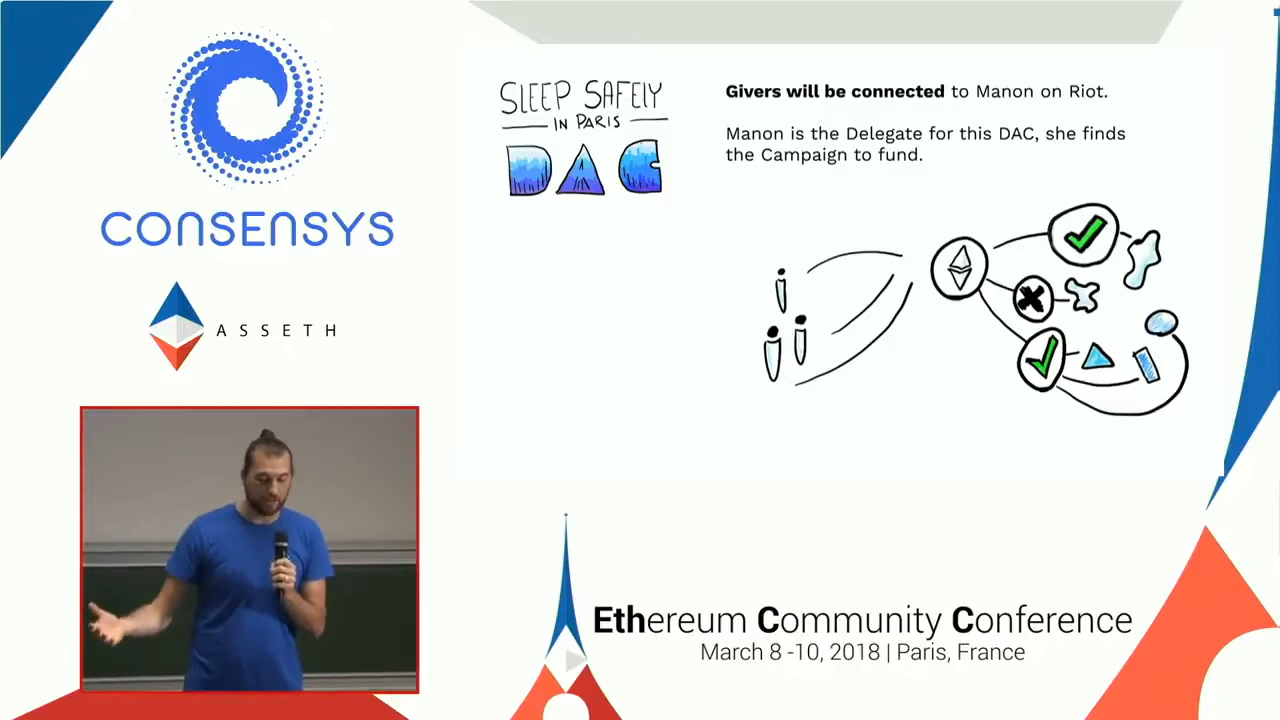 CONSENSYS
ASSETH
SLEEP SAFELY
IN PARIS
DAC
Givers will be connected to Manon on Riot.
Manon is the Delegate for this DAC, she finds
the Campaign to fund.
Ethereum Community Conference
March 8 -10, 2018 | Paris, France